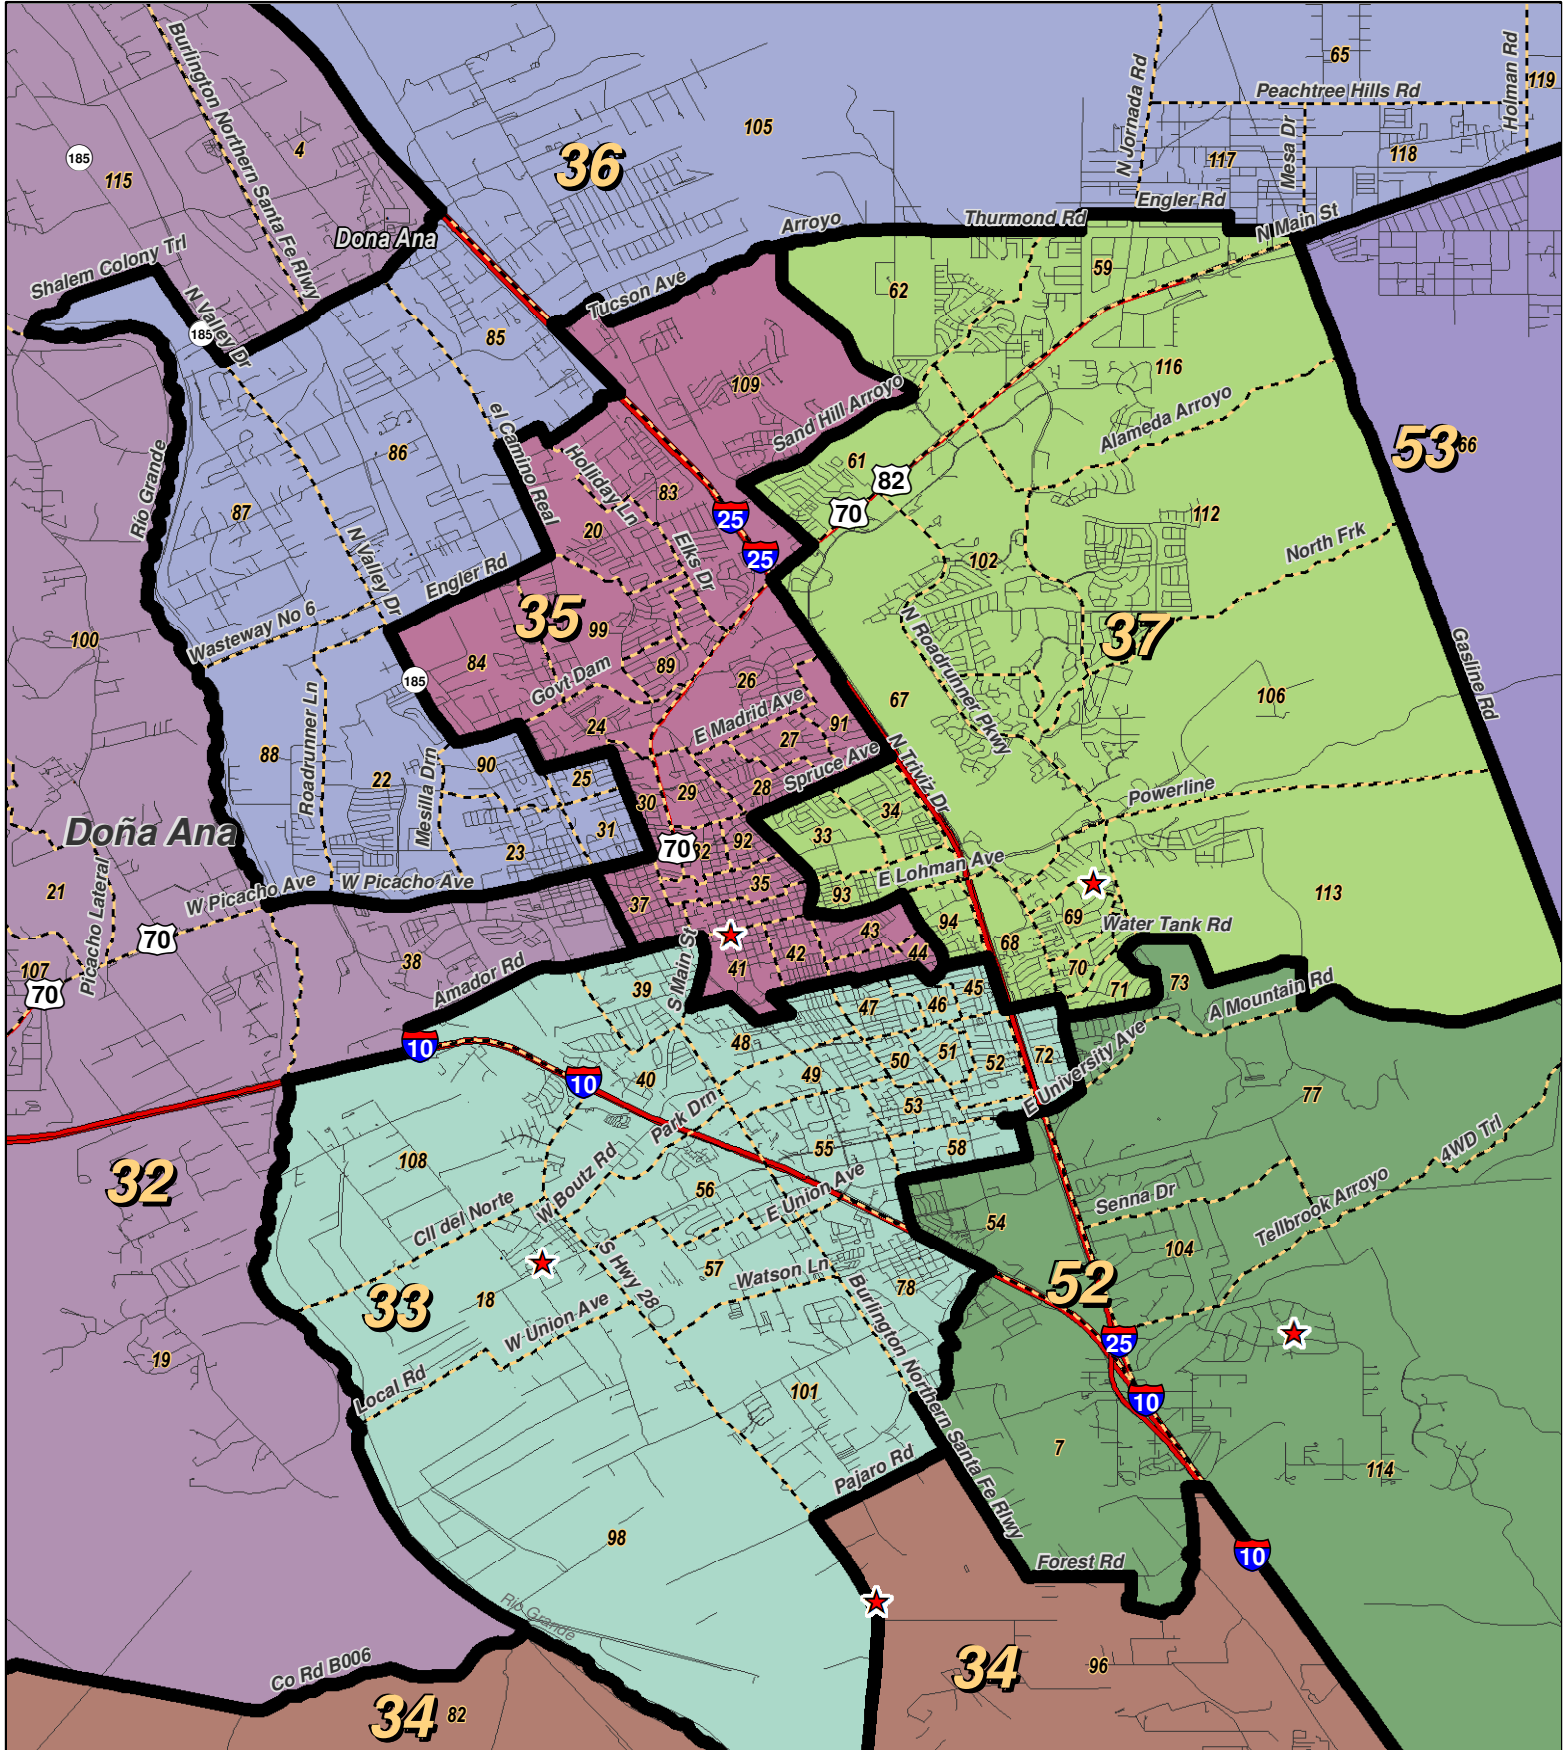 65
119
Holman Rd
Peachtree Hills Rd
Burlington Northern Santa Fe Rlwy
N Jornada Rd
105
4
185
115
36
117
Mesa Dr
118
Engler Rd
Thurmond Rd
Arroyo
N Main St
Dona Ana
Shalem Colony Trl
N Valley Dr
185
Tucson Ave
62
59
85
116
109
Sand Hill Arroyo
el Camino Real
Alameda Arroyo
86
Holliday Ln
61
53
66
82
70
83
87
Rio Grande
20
25
112
25
Elks Dr
N Valley Dr
Engler Rd
North Frk
102
Wasteway No 6
35
99
N Roadrunner Pkwy
37
100
84
89
Gasline Rd
185
Govt Dam
26
67
106
Roadrunner Ln
24
E Madrid Ave
91
27
N Triviz Dr
88
22
Mesilla Drn
90
25
Spruce Ave
28
29
30
Powerline
34
33
Doña Ana
31
92
70
23
E Lohman Ave
21
Picacho Lateral
W Picacho Ave
W Picacho Ave
35
93
69
113
37
94
Water Tank Rd
70
43
42
44
68
107
70
38
Amador Rd
S Main St
41
70
73
71
39
A Mountain Rd
45
46
47
10
48
51
50
52
72
E University Ave
49
40
10
53
77
Park Drn
55
58
4WD Trl
108
32
W Boutz Rd
56
E Union Ave
Senna Dr
Tellbrook Arroyo
Cll del Norte
54
104
S Hwy 28
57
Watson Ln
52
18
33
78
Burlington Northern Santa Fe Rlwy
W Union Ave
25
19
Local Rd
101
10
7
114
Pajaro Rd
98
Forest Rd
10
Rio Grande
Co Rd B006
34
96
34
82